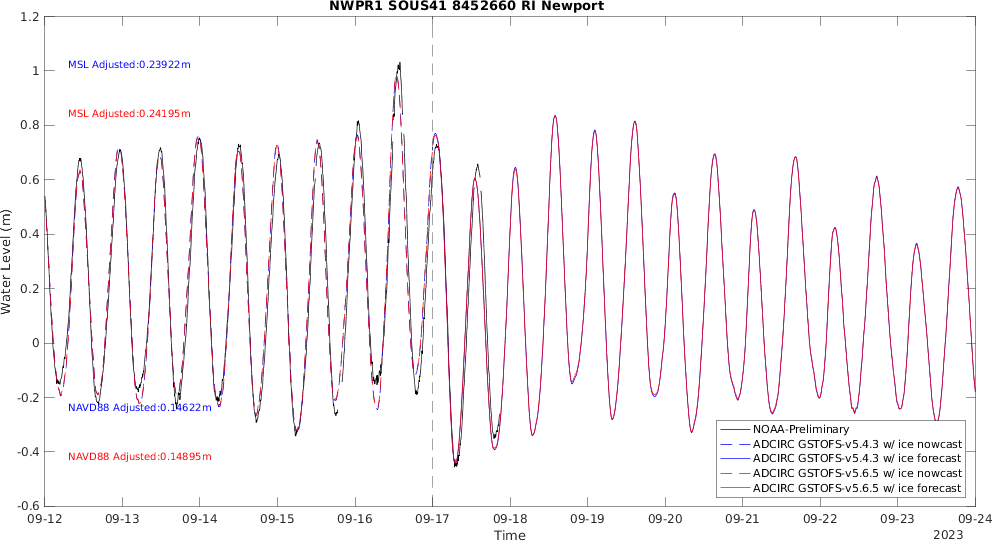 NWPR1 SOUS41 8452660 RI Newport
1.2
1
0.8
0.6
0.4
0.2
0
-0.2
-0.4
-0.6
Water Level (m)
MSL Adjusted:0.23922m
MSL Adjusted:0.24195m
NAVD88 Adjusted:0.14622m
NAVD88 Adjusted:0.14895m
NOAA-Preliminary
ADCIRC GSTOFS-v5.4.3 w/ ice nowcast
ADCIRC GSTOFS-v5.4.3 w/ ice forecast
ADCIRC GSTOFS-v5.6.5 w/ ice nowcast
ADCIRC GSTOFS-v5.6.5 w/ ice forecast
09-12 09-13 09-14 09-15 09-16 09-17 09-18 09-19 09-20 09-21 09-22 09-23 09-24
Time
2023